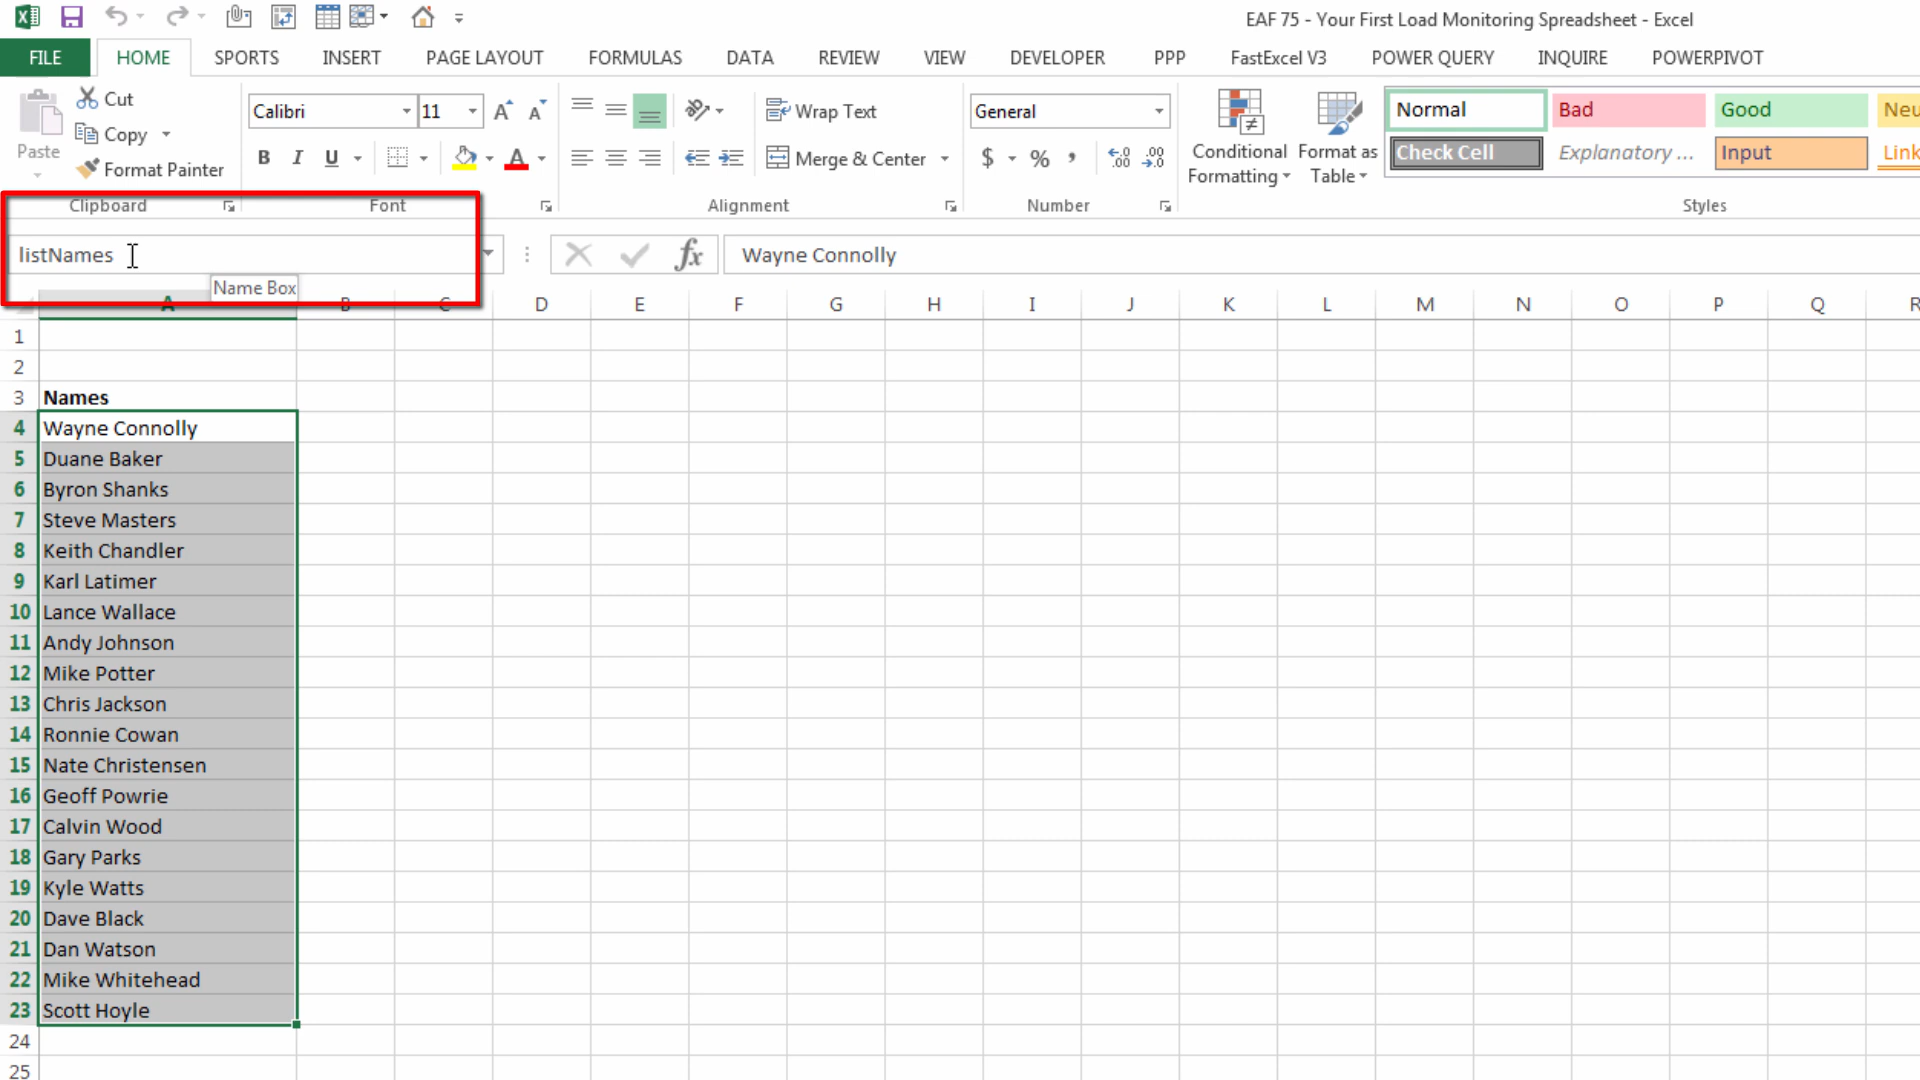 EAF 75 - Your First Load Monitoring Spreadsheet - Excel
FILE HOME SPORTS INSERT PAGE LAYOUT FORMULAS DATA REVIEW VIEW DEVELOPER PPP FastExcel V3 POWER QUERY INQUIRE POWERPIVOT
Paste
Cut
Copy
Format Painter
Clipboard
Calibri 11
B I U A
Font
Wrap Text
Merge & Center
Alignment
General
$ % ,
Number
Conditional Formatting
Format as Table
Normal Bad Good Neu
Check Cell Explanatory ... Input Link
Styles
listNames fx Wayne Connolly
Name Box
A B C D E F G H I J K L M N O P Q R
1
2
3 Names
4 Wayne Connolly
5 Duane Baker
6 Byron Shanks
7 Steve Masters
8 Keith Chandler
9 Karl Latimer
10 Lance Wallace
11 Andy Johnson
12 Mike Potter
13 Chris Jackson
14 Ronnie Cowan
15 Nate Christensen
16 Geoff Powrie
17 Calvin Wood
18 Gary Parks
19 Kyle Watts
20 Dave Black
21 Dan Watson
22 Mike Whitehead
23 Scott Hoyle
24
25